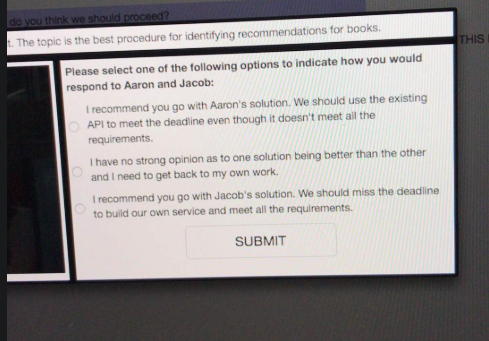 do you think we should proceed?
t. The topic is the best procedure for identifying recommendations for books.
THIS
Please select one of the following options to indicate how you would
respond to Aaron and Jacob:
I recommend you go with Aaron's solution. We should use the existing
API to meet the deadline even though it doesn't meet all the
requirements.
I have no strong opinion as to one solution being better than the other
and I need to get back to my own work.
I recommend you go with Jacob's solution. We should miss the deadline
to build our own service and meet all the requirements.
SUBMIT